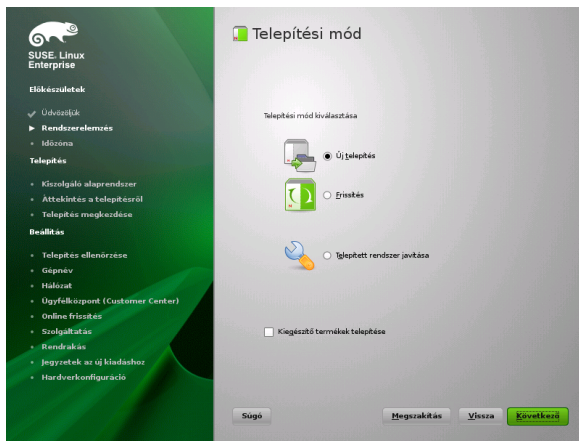 SUSE. Linux
Enterprise
Előkészületek
Üdvözöljük
Rendszerelemzés
Időzóna
Telepítés
Kiszolgáló alaprendszer
Áttekintés a telepítésről
Telepítés megkezdése
Beállítás
Telepítés ellenőrzése
Gépnév
Hálózat
Ügyfélközpont (Customer Center)
Online frissítés
Szolgáltatás
Rendrakás
Jegyzetek az új kiadáshoz
Hardverkonfiguráció
Telepítési mód
Telepítési mód kiválasztása
Új telepítés
Frissítés
Telepített rendszer javítása
Kiegészítő termékek telepítése
Súgó
Megszakítás
Vissza
Következő